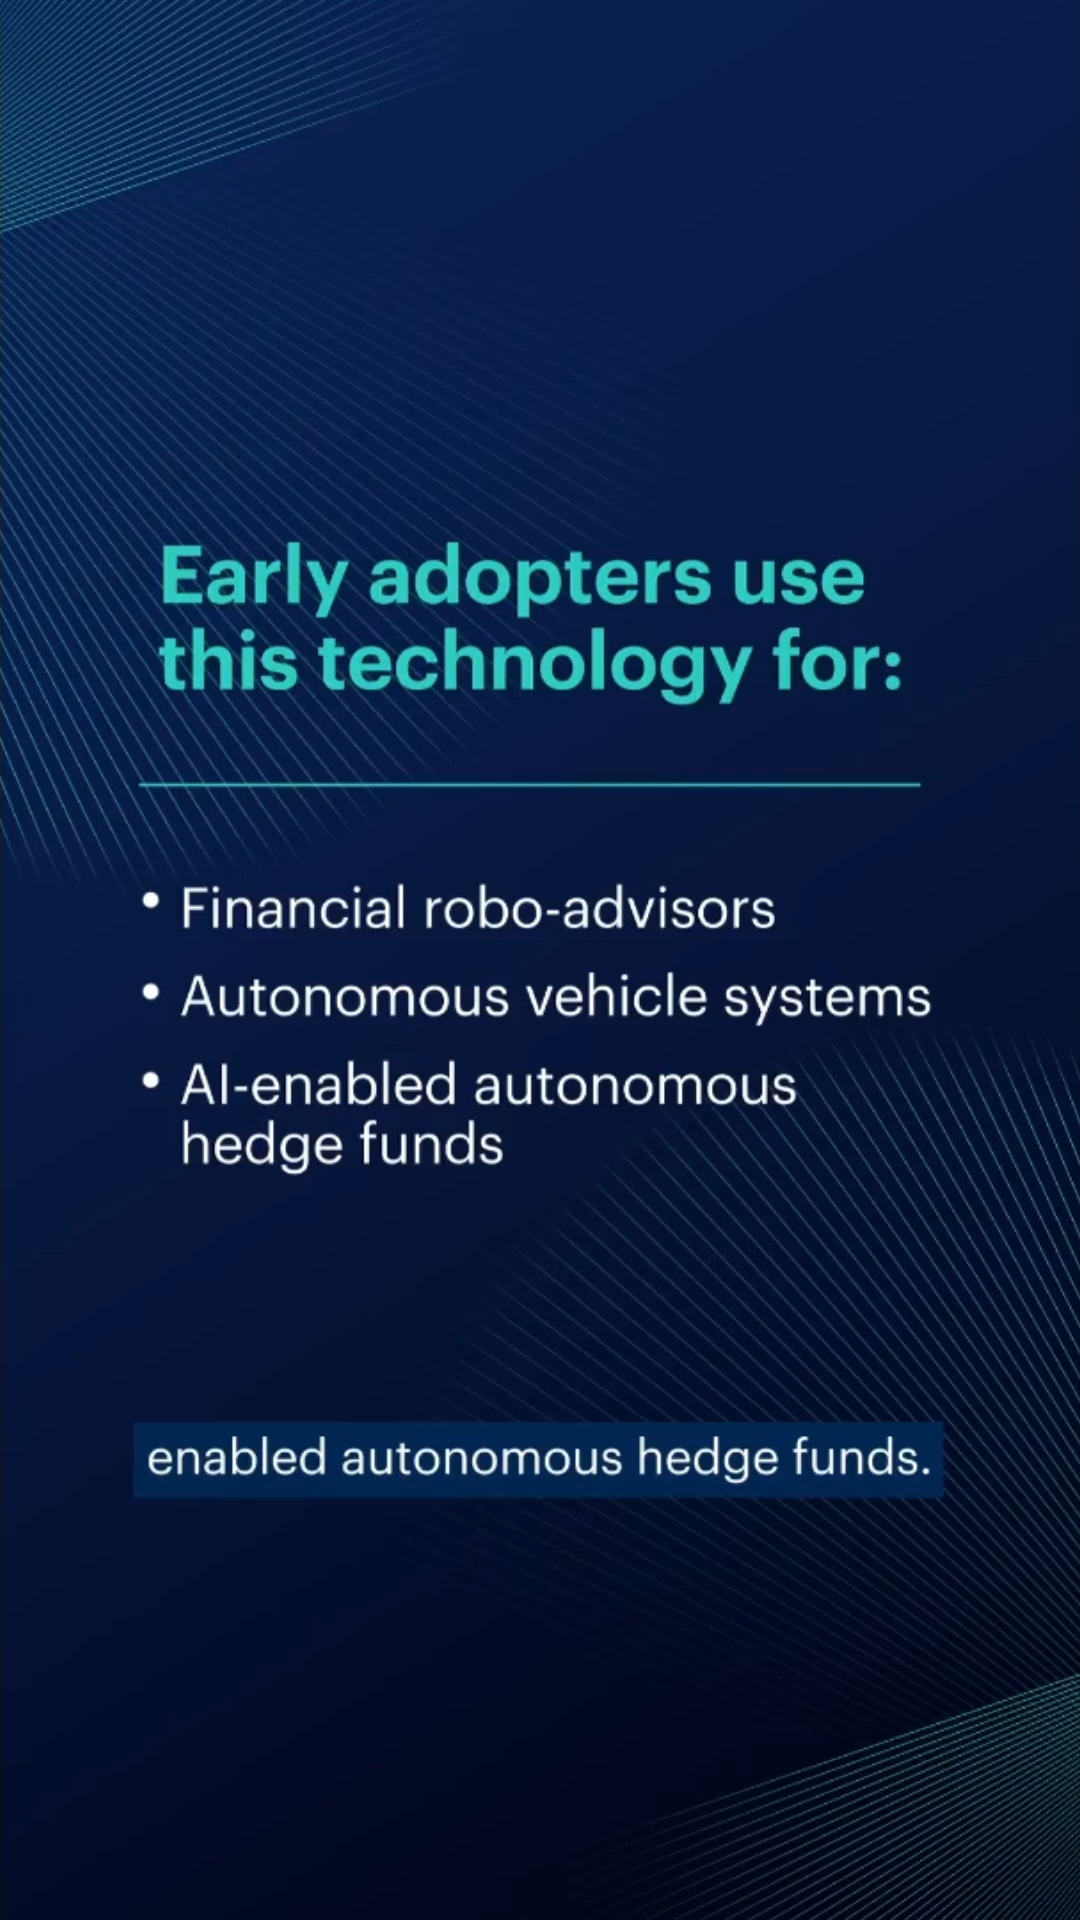 Early adopters use
this technology for:
• Financial robo-advisors
• Autonomous vehicle systems
• AI-enabled autonomous
hedge funds
enabled autonomous hedge funds.